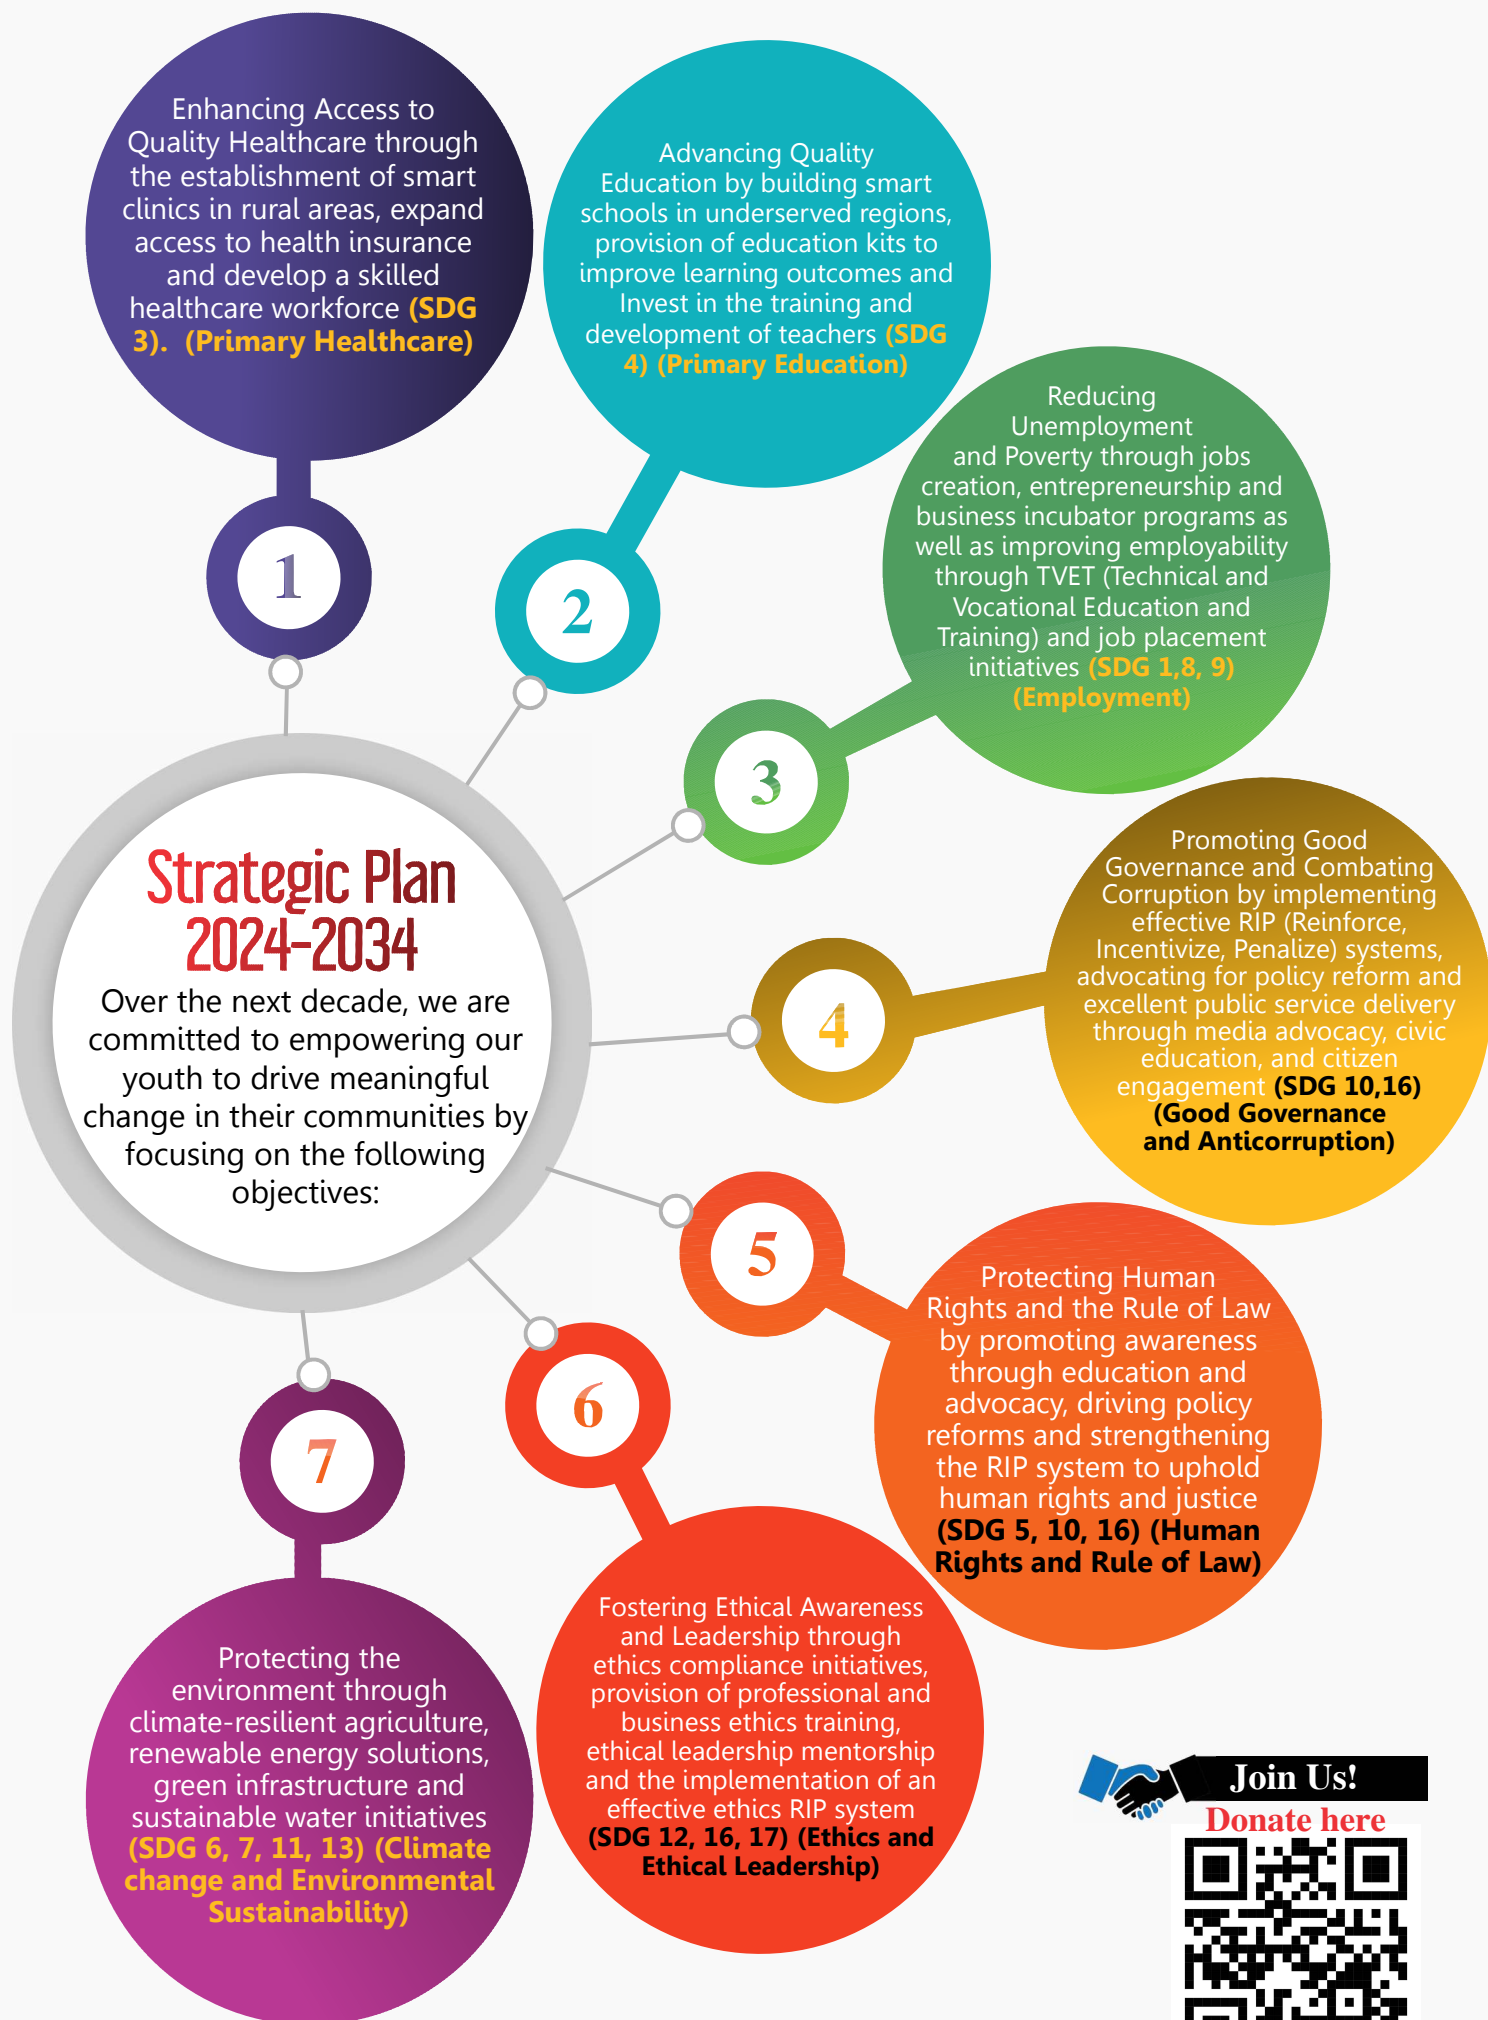 Enhancing Access to
Quality Healthcare through
the establishment of smart
clinics in rural areas, expand
access to health insurance
and develop a skilled
healthcare workforce (SDG
3). (Primary Healthcare)
1
Advancing Quality
Education by building smart
schools in underserved regions,
provision of education kits to
improve learning outcomes and
Invest in the training and
development of teachers (SDG
4) (Primary Education)
2
Reducing
Unemployment
and Poverty through jobs
creation, entrepreneurship and
business incubator programs as
well as improving employability
through TVET (Technical and
Vocational Education and
Training) and job placement
initiatives (SDG 1,8, 9)
(Employment)
3
Strategic Plan
2024-2034
Over the next decade, we are
committed to empowering our
youth to drive meaningful
change in their communities by
focusing on the following
objectives:
Promoting Good
Governance and Combating
Corruption by implementing
effective RIP (Reinforce,
Incentivize, Penalize) systems,
advocating for policy reform and
excellent public service delivery
through media advocacy, civic
education, and citizen
engagement (SDG 10,16)
(Good Governance
and Anticorruption)
4
5
Protecting Human
Rights and the Rule of Law
by promoting awareness
through education and
advocacy, driving policy
reforms and strengthening
the RIP system to uphold
human rights and justice
(SDG 5, 10, 16) (Human
Rights and Rule of Law)
6
Fostering Ethical Awareness
and Leadership through
ethics compliance initiatives,
provision of professional and
business ethics training,
ethical leadership mentorship
and the implementation of an
effective ethics RIP system
(SDG 12, 16, 17) (Ethics and
Ethical Leadership)
7
Protecting the
environment through
climate-resilient agriculture,
renewable energy solutions,
green infrastructure and
sustainable water initiatives
(SDG 6, 7, 11, 13) (Climate
change and Environmental
Sustainability)
Join Us!
Donate here